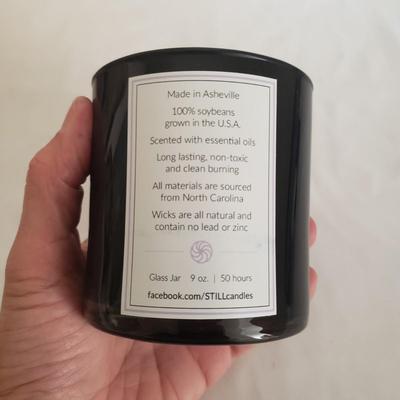 Made in Asheville
100% soybeans
grown in the U.S.A.
Scented with essential oils
Long lasting, non-toxic
and clean burning
All materials are sourced
from North Carolina
Wicks are all natural and
contain no lead or zinc
Glass Jar 9 oz. | 50 hours
facebook.com/STILLcandles